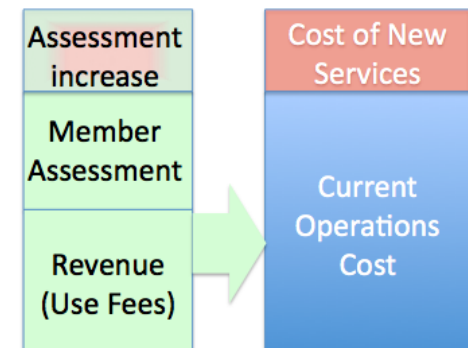 Assessment
increase
Member
Assessment
Revenue
(Use Fees)
Cost of New
Services
Current
Operations
Cost